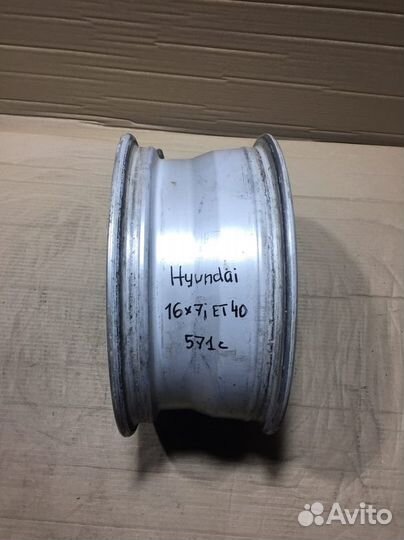 Hyundai
16x7j ET40
571c
Avito